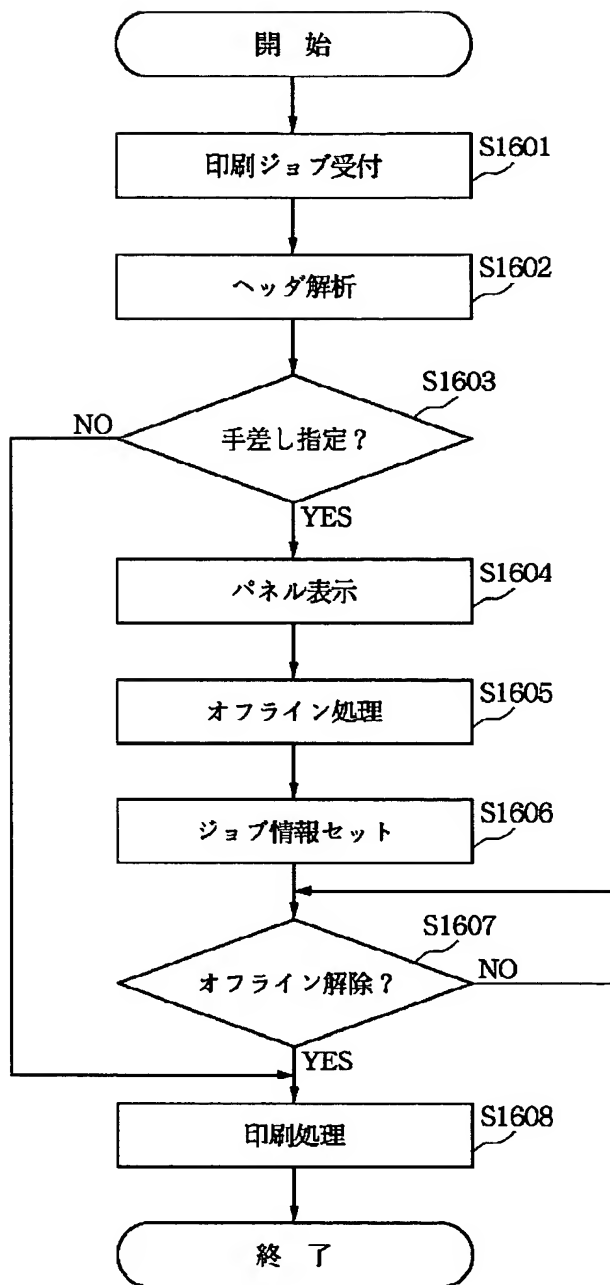 開 始
S1601
印刷ジョブ受付
S1602
ヘッダ解析
S1603
手差し指定？
NO
YES
S1604
パネル表示
S1605
オフライン処理
S1606
ジョブ情報セット
S1607
オフライン解除？
NO
YES
S1608
印刷処理
終 了